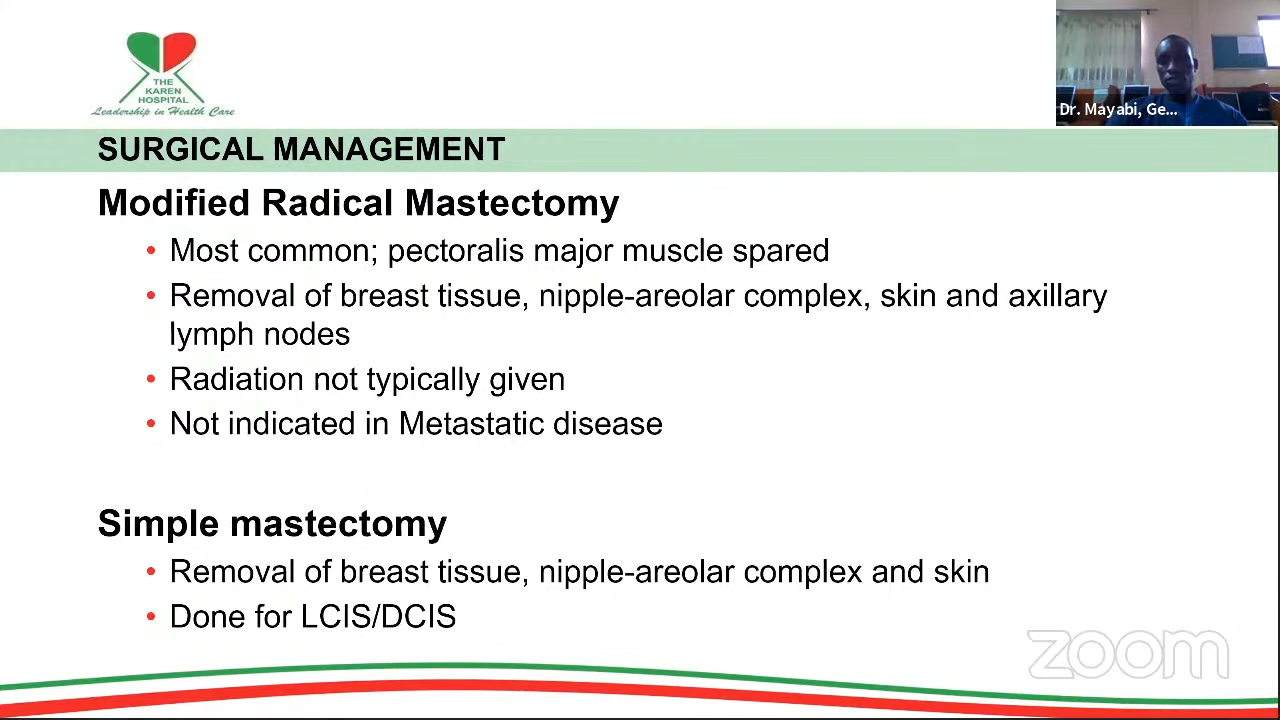 THE
KAREN
HOSPITAL
Leadership in Health Care
Dr. Mayabi, Ge...
SURGICAL MANAGEMENT
Modified Radical Mastectomy
• Most common; pectoralis major muscle spared
• Removal of breast tissue, nipple-areolar complex, skin and axillary
lymph nodes
• Radiation not typically given
• Not indicated in Metastatic disease
Simple mastectomy
• Removal of breast tissue, nipple-areolar complex and skin
• Done for LCIS/DCIS
zoom